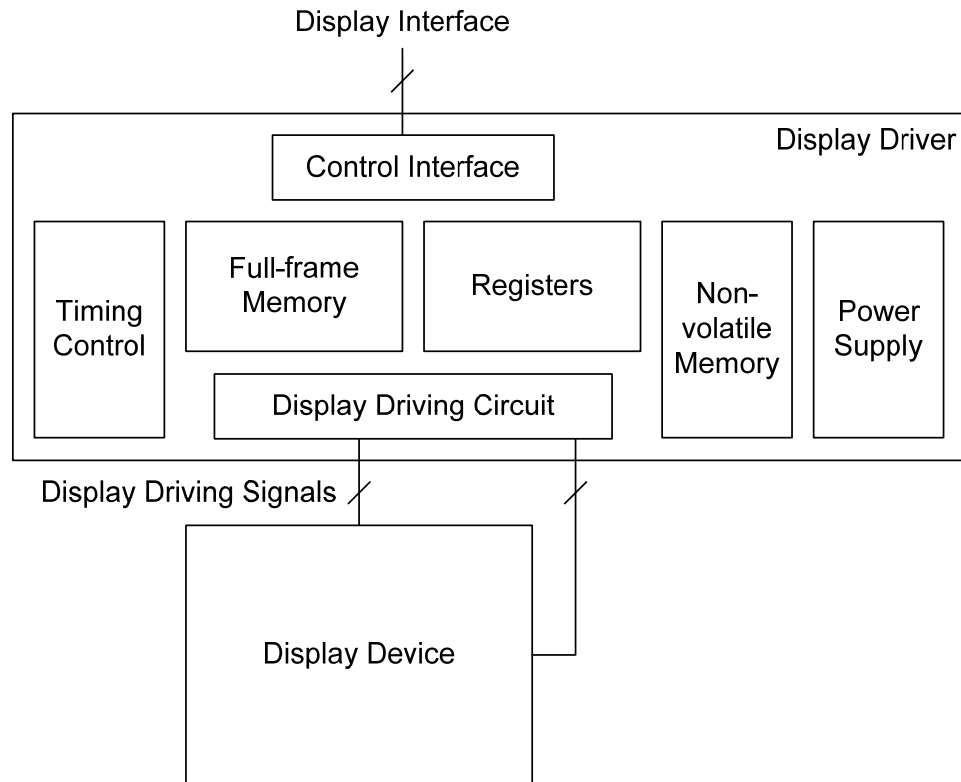 Display Interface
Display Driver
Control Interface
Timing
Control
Full-frame
Memory
Registers
Non-
volatile
Memory
Power
Supply
Display Driving Circuit
Display Driving Signals
Display Device